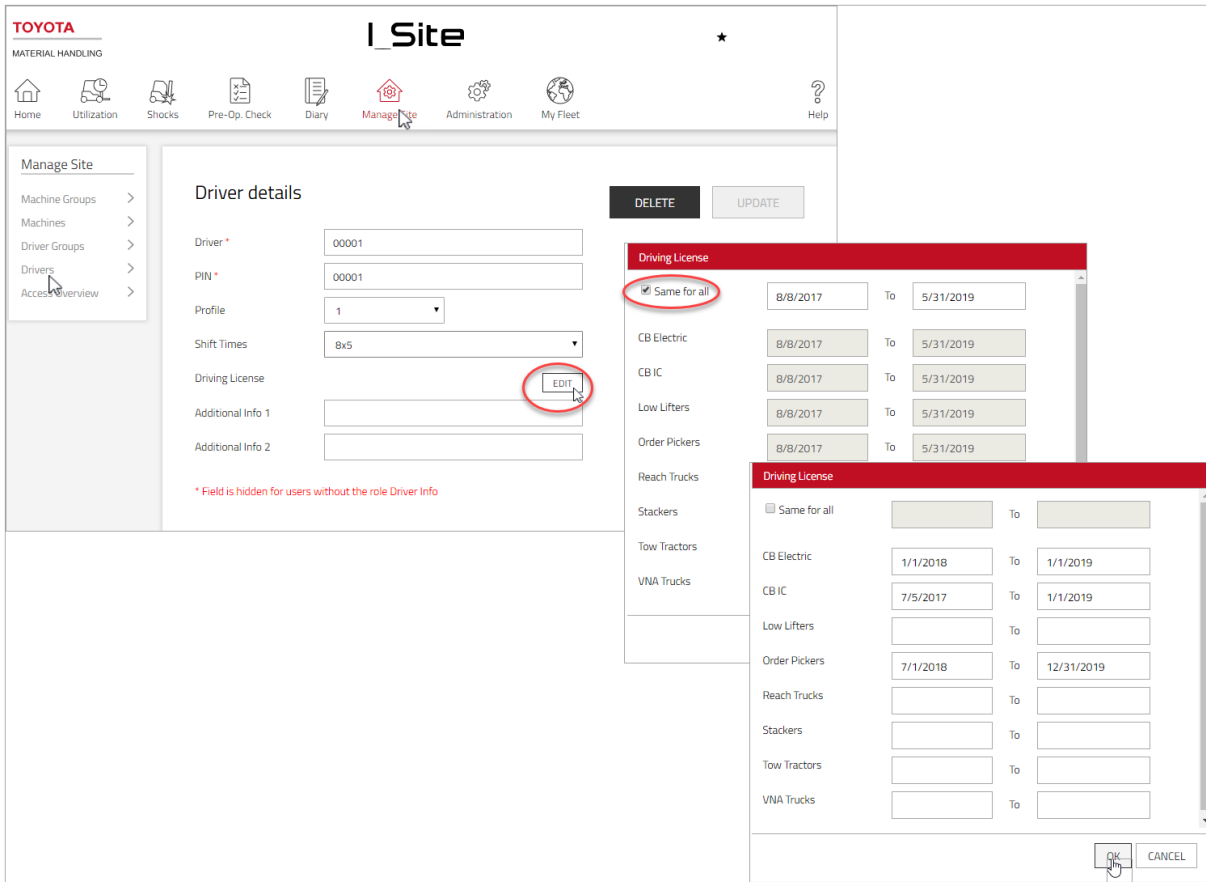 TOYOTA
MATERIAL HANDLING
I_Site
Home
Utilization
Shocks
Pre-Op. Check
Diary
Manage Site
Administration
My Fleet
?
Help
Manage Site
Machine Groups
Machines
Driver Groups
Drivers
Access Overview
Driver details
DELETE
UPDATE
Driver * 00001
PIN * 00001
Profile 1
Shift Times 8x5
Driving License EDIT
Additional Info 1
Additional Info 2
* Field is hidden for users without the role Driver Info
Driving License
Same for all 8/8/2017 To 5/31/2019
CB Electric 8/8/2017 To 5/31/2019
CB IC 8/8/2017 To 5/31/2019
Low Lifters 8/8/2017 To 5/31/2019
Order Pickers 8/8/2017 To 5/31/2019
Reach Trucks
Stackers
Tow Tractors
VNA Trucks
Driving License
Same for all To
CB Electric 1/1/2018 To 1/1/2019
CB IC 7/5/2017 To 1/1/2019
Low Lifters To
Order Pickers 7/1/2018 To 12/31/2019
Reach Trucks To
Stackers To
Tow Tractors To
VNA Trucks To
OK CANCEL